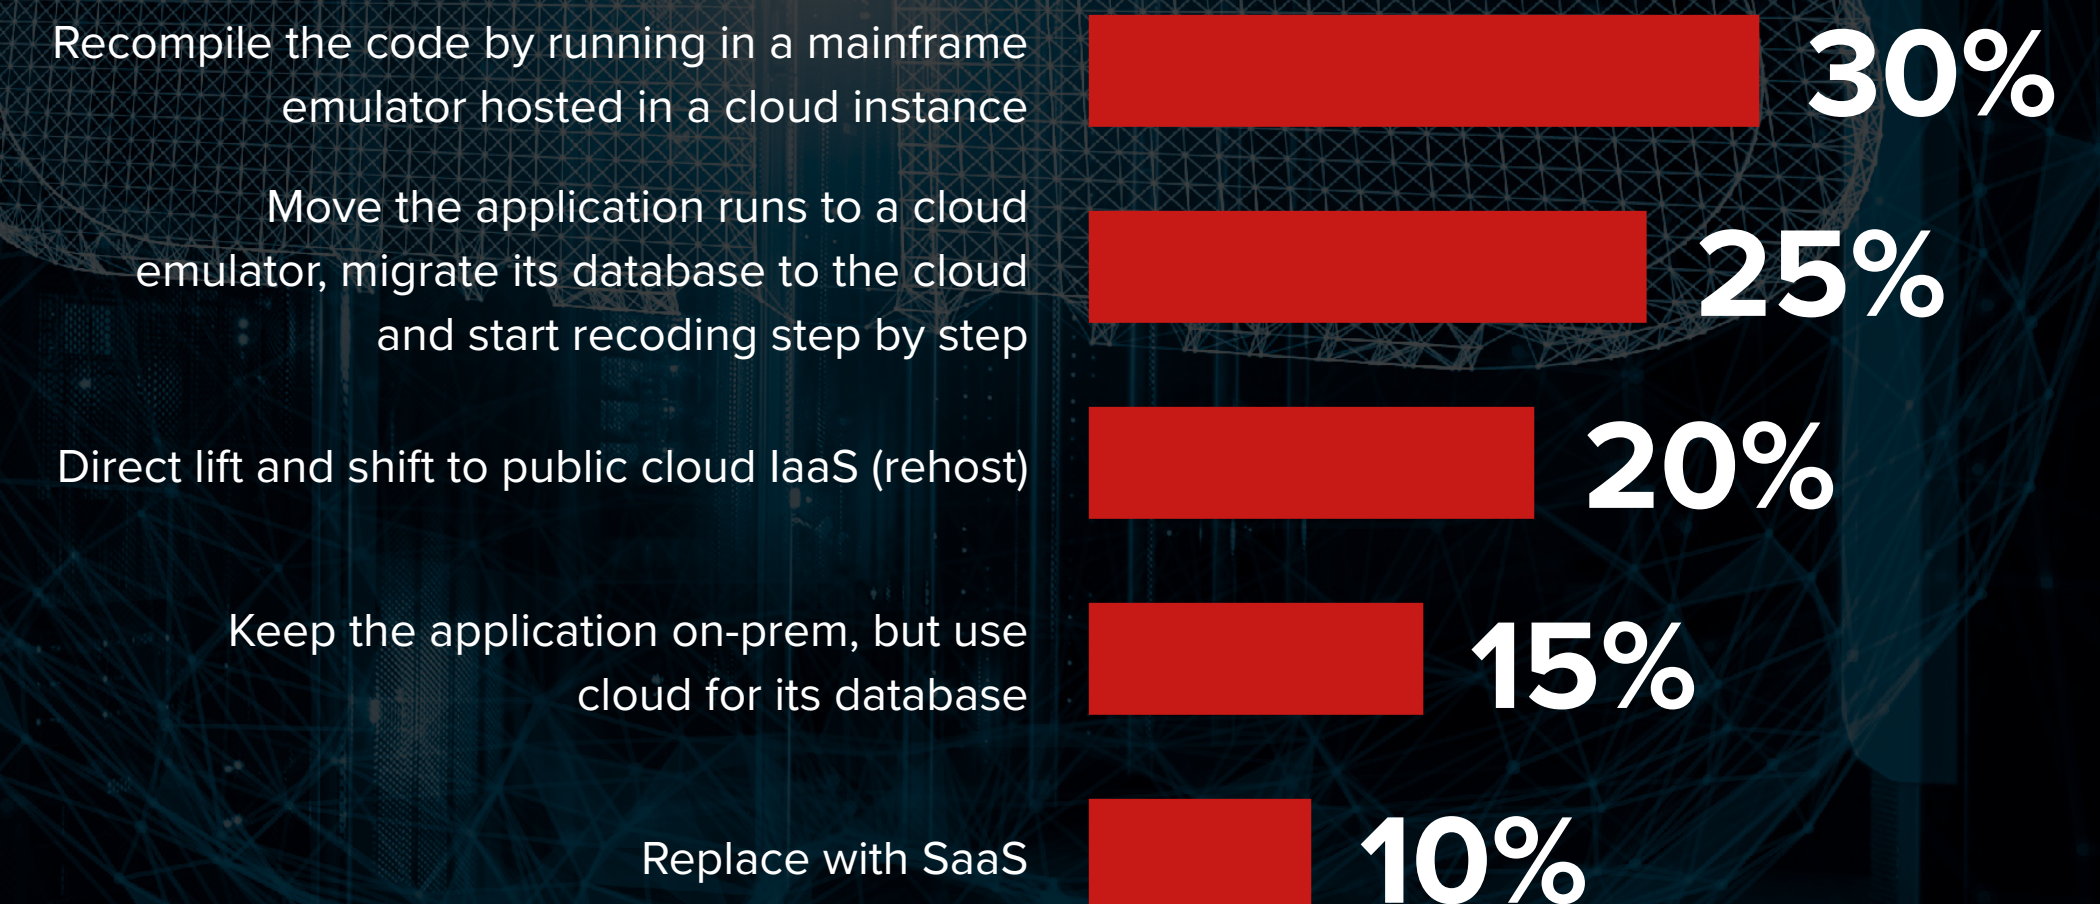 Recompile the code by running in a mainframe
emulator hosted in a cloud instance
30%
Move the application runs to a cloud
emulator, migrate its database to the cloud
and start recoding step by step
25%
Direct lift and shift to public cloud IaaS (rehost)
20%
Keep the application on-prem, but use
cloud for its database
15%
Replace with SaaS
10%